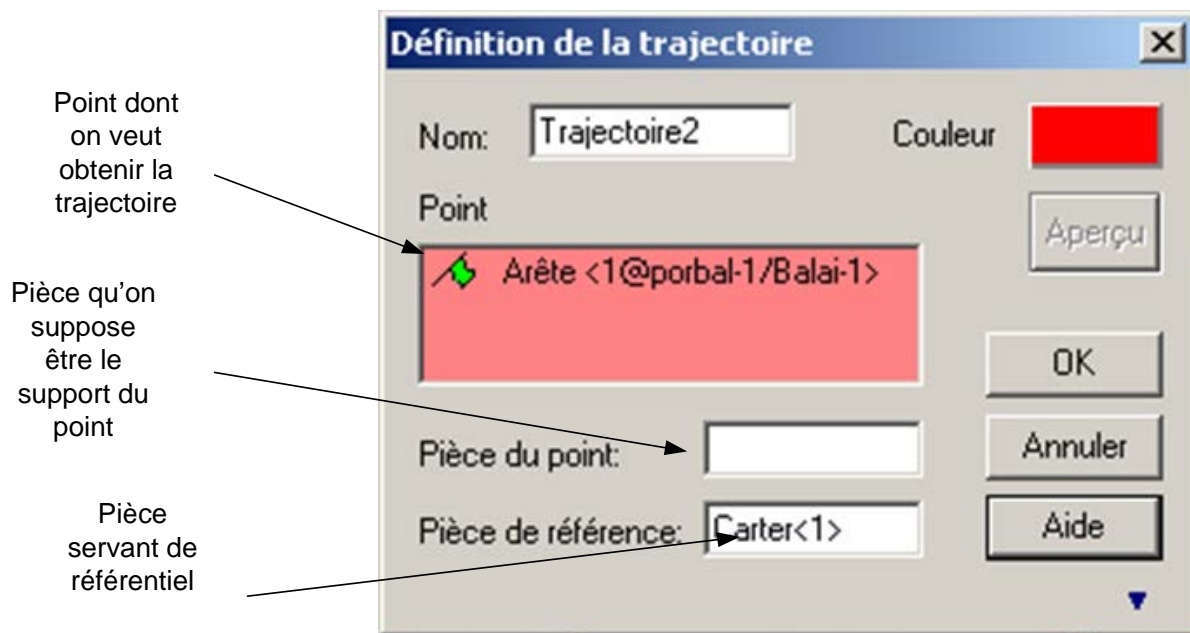 Définition de la trajectoire
Point dont
on veut
obtenir la
trajectoire
Nom:
Trajectoire2
Couleur
Point
Aperçu
Arête <1@porbal-1/Balai-1>
Pièce qu'on
suppose
être le
support du
point
OK
Pièce du point:
Annuler
Pièce
servant de
référentiel
Pièce de référence:
Carter<1>
Aide